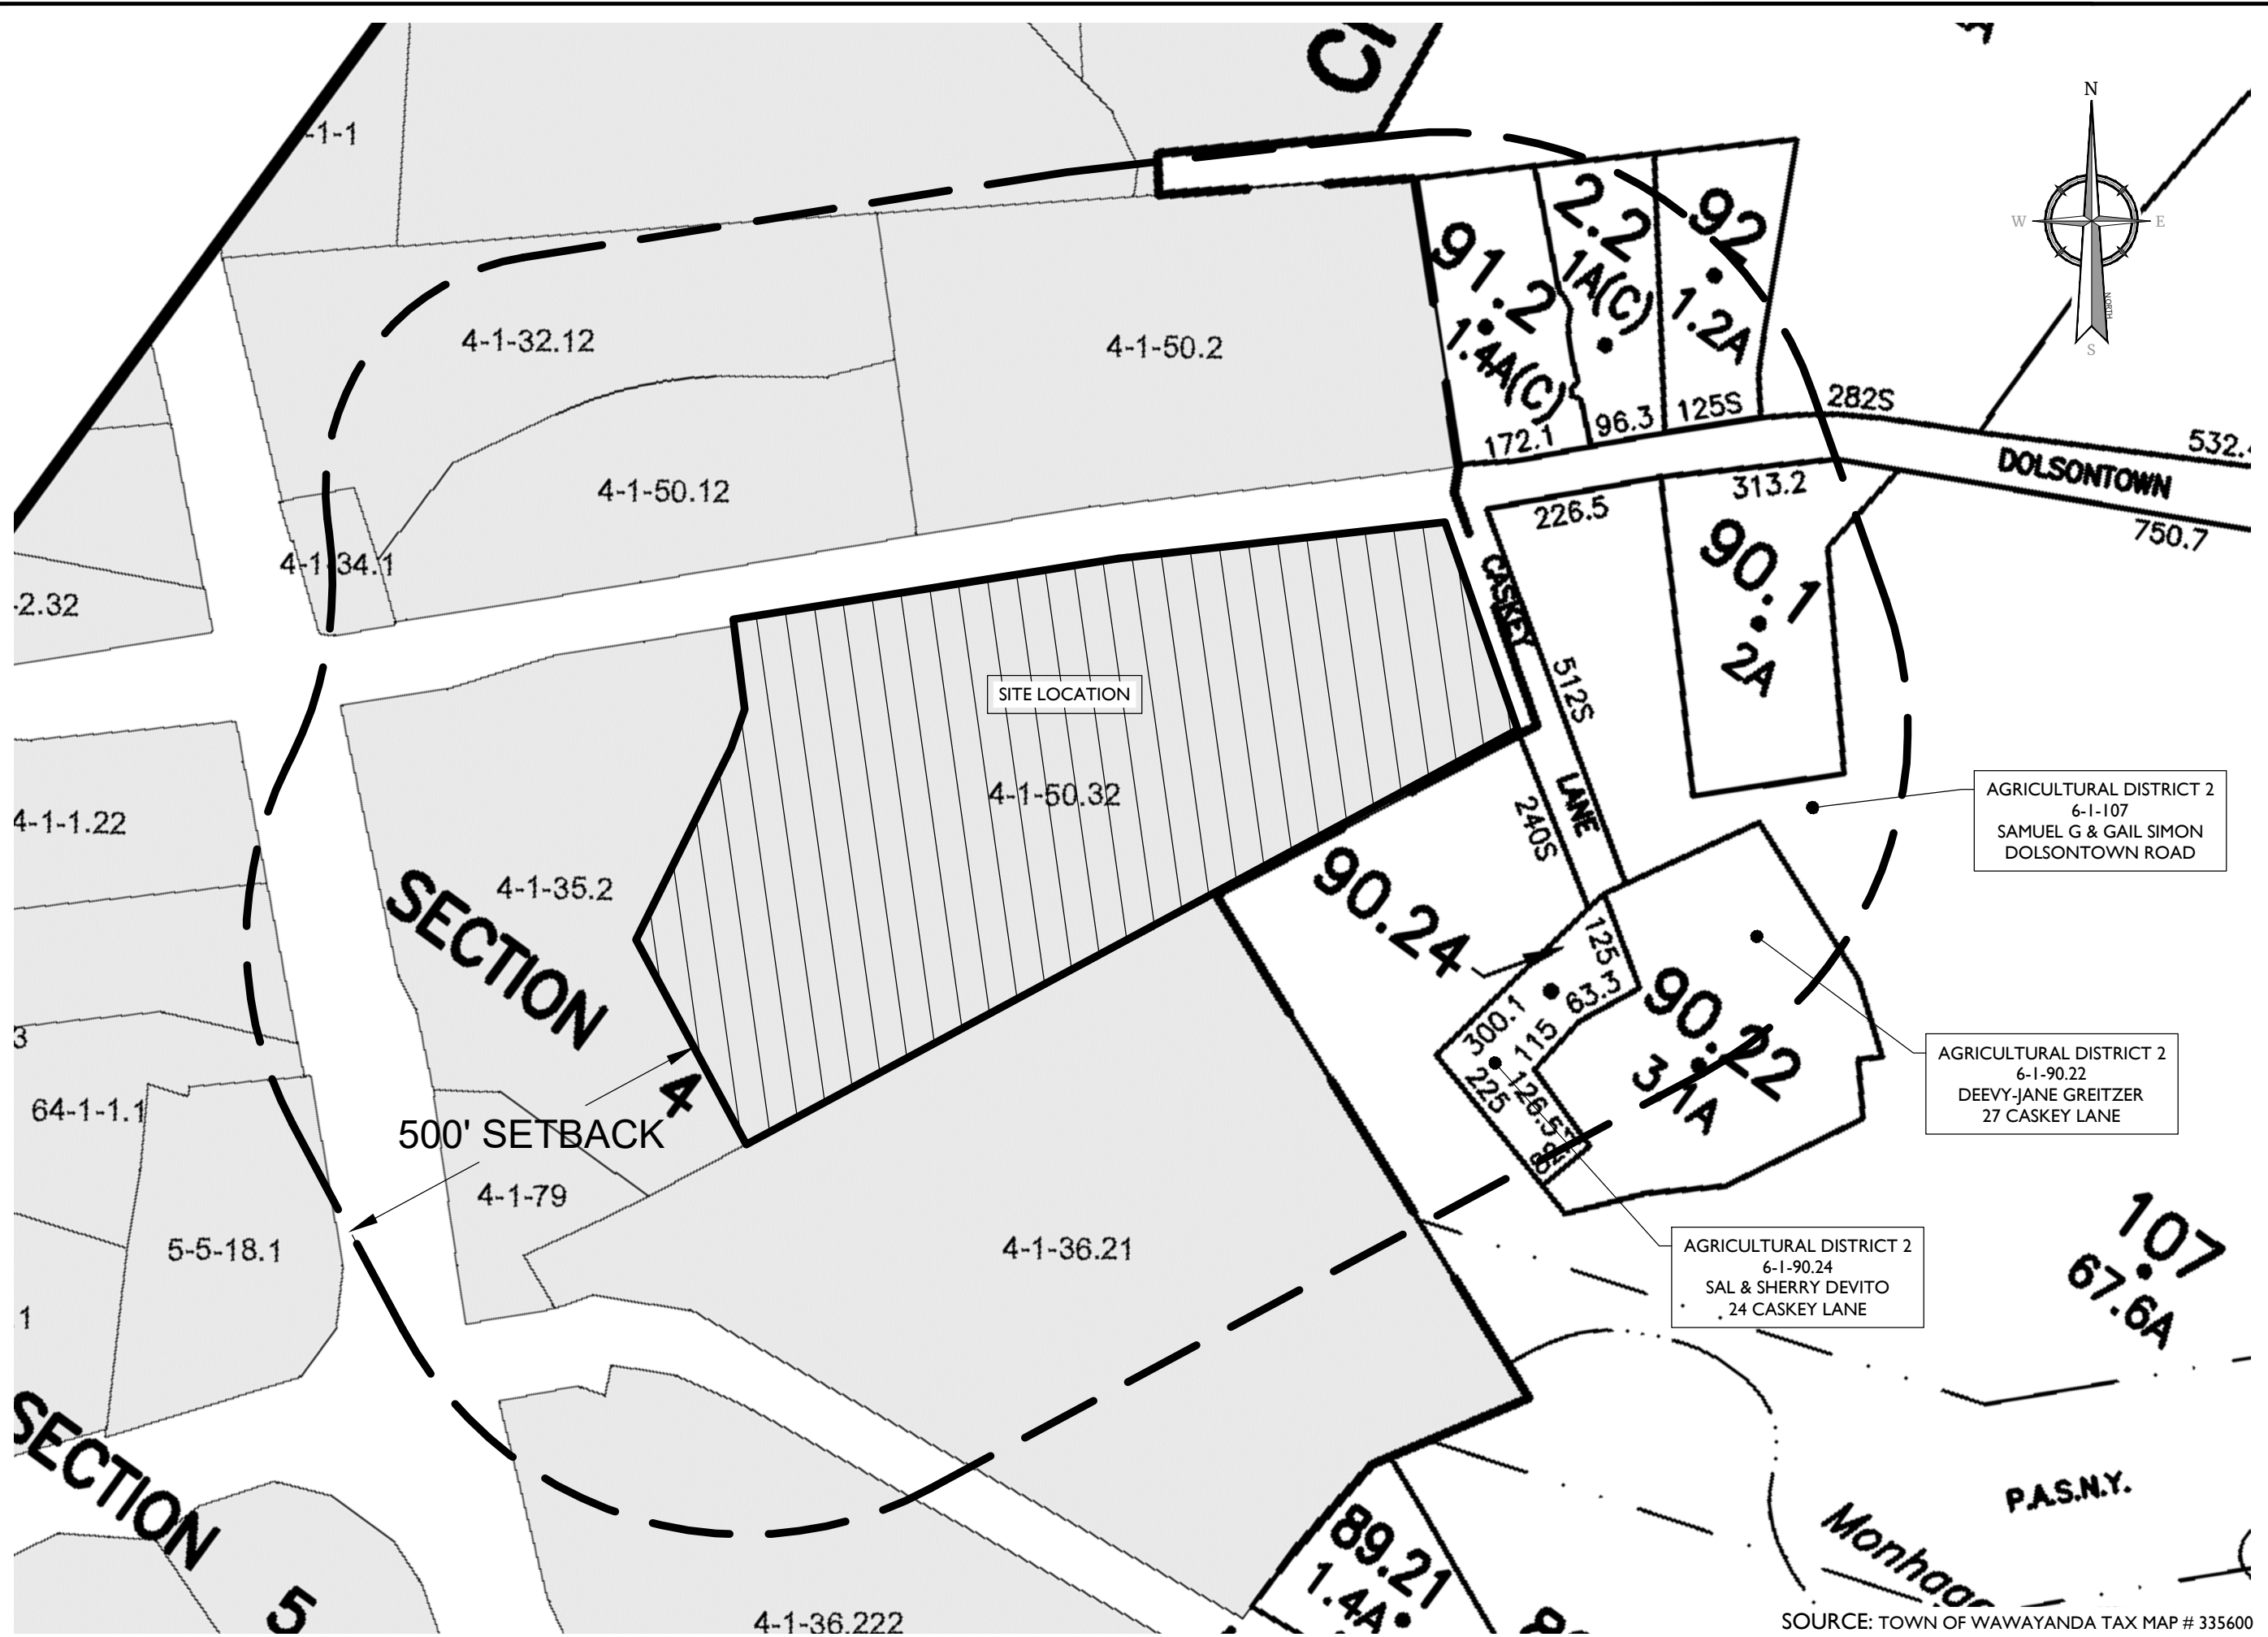 -1-1
N
W
E
NORTH
S
92
2.2
91.2
1A(C)
1.2A
1.4A(C)
4-1-32.12
4-1-50.2
282S
125S
96.3
172.1
532.
DOLSONTOWN
4-1-50.12
313.2
226.5
750.7
4-1-34.1
-2.32
90.1
2A
CASKEY
512S
SITE LOCATION
4-1-50.32
LANE
240S
4-1-1.22
AGRICULTURAL DISTRICT 2
6-1-107
SAMUEL G & GAIL SIMON
DOLSONTOWN ROAD
4-1-35.2
SECTION
4
90.24
125
63.3
300.1
115
225
126.5
90.22
3.1A
3
64-1-1.1
AGRICULTURAL DISTRICT 2
6-1-90.22
DEEVY-JANE GREITZER
27 CASKEY LANE
500' SETBACK
4-1-79
5-5-18.1
4-1-36.21
AGRICULTURAL DISTRICT 2
6-1-90.24
SAL & SHERRY DEVITO
24 CASKEY LANE
107
67.6A
1
SECTION
5
P.A.S.N.Y.
89.21
1.4A
4-1-36.222
SOURCE: TOWN OF WAWAYANDA TAX MAP # 335600